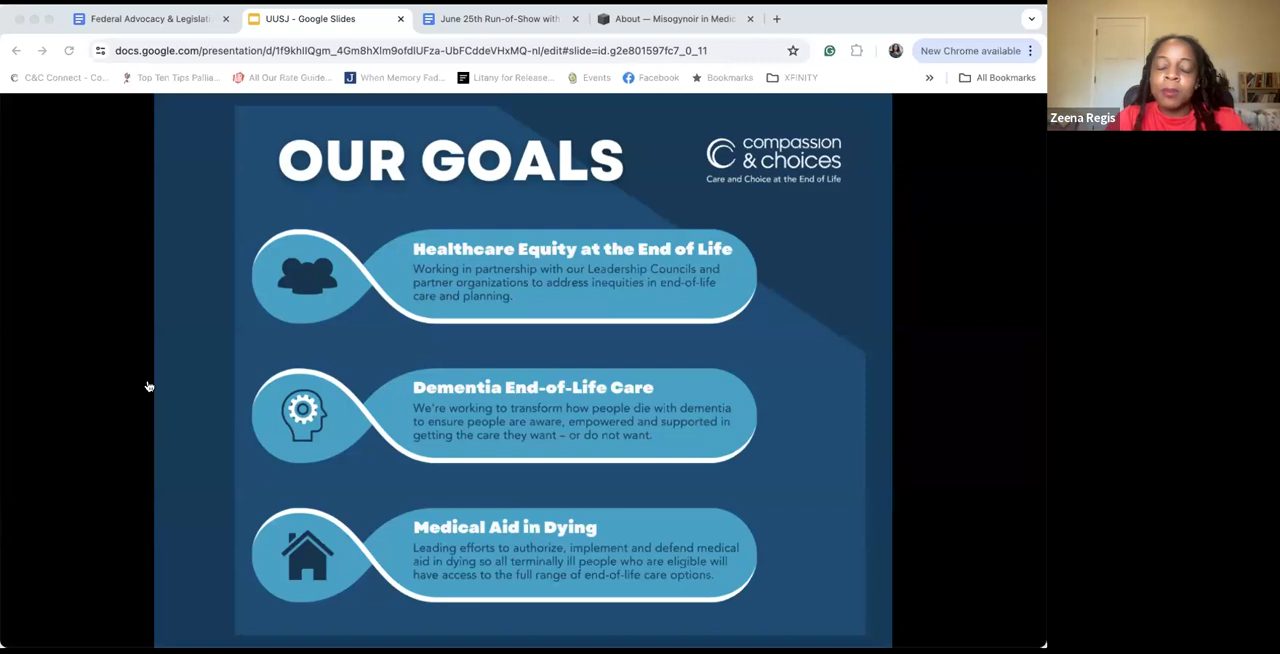 Federal Advocacy & Legislati
UUSJ - Google Slides
June 25th Run-of-Show with
About — Misogynoir in Medic
docs.google.com/presentation/d/1f9khIIQgm_4Gm8hXlm9ofdlUFza-UbFCddeVHxMQ-nI/edit#slide=id.g2e801597fc7_0_11
New Chrome available
C&C Connect - Co...
Top Ten Tips Pallia...
All Our Rate Guide...
When Memory Fad...
Litany for Release...
Events
Facebook
Bookmarks
XFINITY
All Bookmarks
Zeena Regis
OUR GOALS
compassion
& choices
Care and Choice at the End of Life
Healthcare Equity at the End of Life
Working in partnership with our Leadership Councils and
partner organizations to address inequities in end-of-life
care and planning.
Dementia End-of-Life Care
We're working to transform how people die with dementia
to ensure people are aware, empowered and supported in
getting the care they want – or do not want.
Medical Aid in Dying
Leading efforts to authorize, implement and defend medical
aid in dying so all terminally ill people who are eligible will
have access to the full range of end-of-life care options.